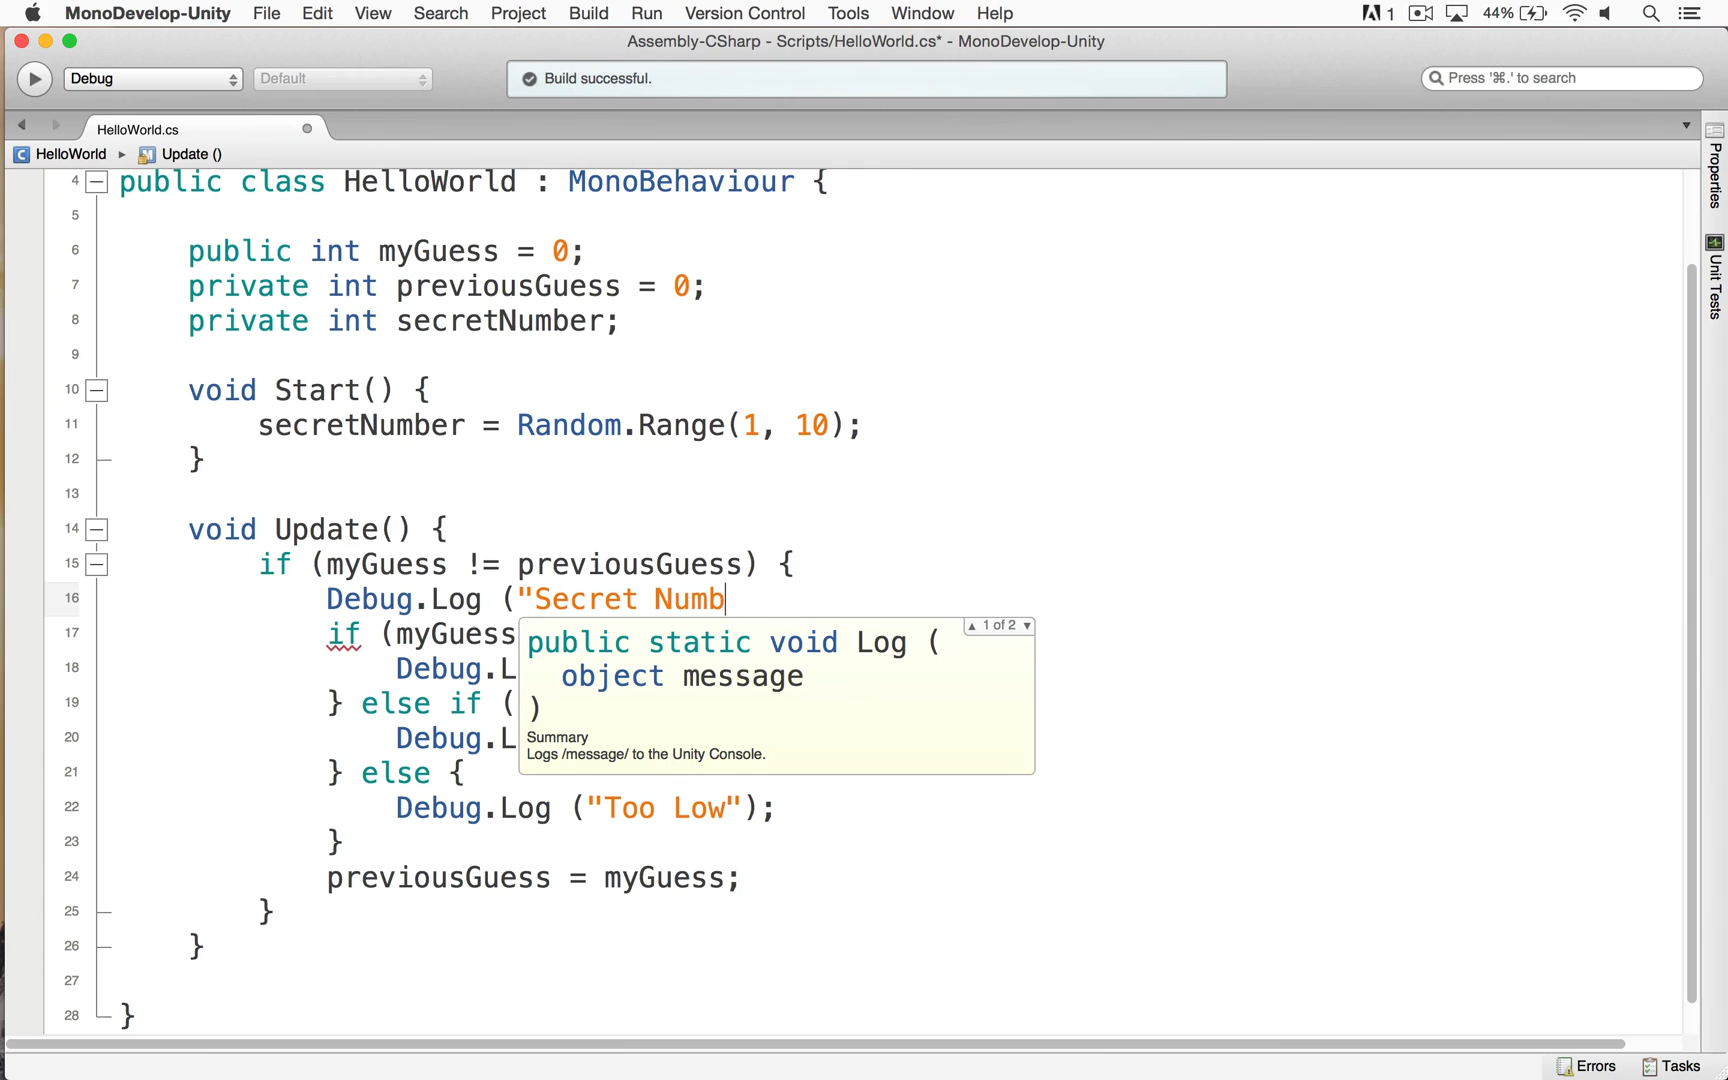 MonoDevelop-Unity File Edit View Search Project Build Run Version Control Tools Window Help 1 44%
Assembly-CSharp - Scripts/HelloWorld.cs* - MonoDevelop-Unity
Debug Default Build successful. Press '⌘.' to search
HelloWorld.cs
HelloWorld ▸ Update ()
4 public class HelloWorld : MonoBehaviour {
5
6 public int myGuess = 0;
7 private int previousGuess = 0;
8 private int secretNumber;
9
10 void Start() {
11 secretNumber = Random.Range(1, 10);
12 }
13
14 void Update() {
15 if (myGuess != previousGuess) {
16 Debug.Log ("Secret Numb
17 if (myGuess
18 Debug.L
19 } else if (
20 Debug.L
21 } else {
22 Debug.Log ("Too Low");
23 }
24 previousGuess = myGuess;
25 }
26 }
27
28 }
▲ 1 of 2 ▼
public static void Log (
object message
)
Summary
Logs /message/ to the Unity Console.
Properties
Unit Tests
Errors Tasks